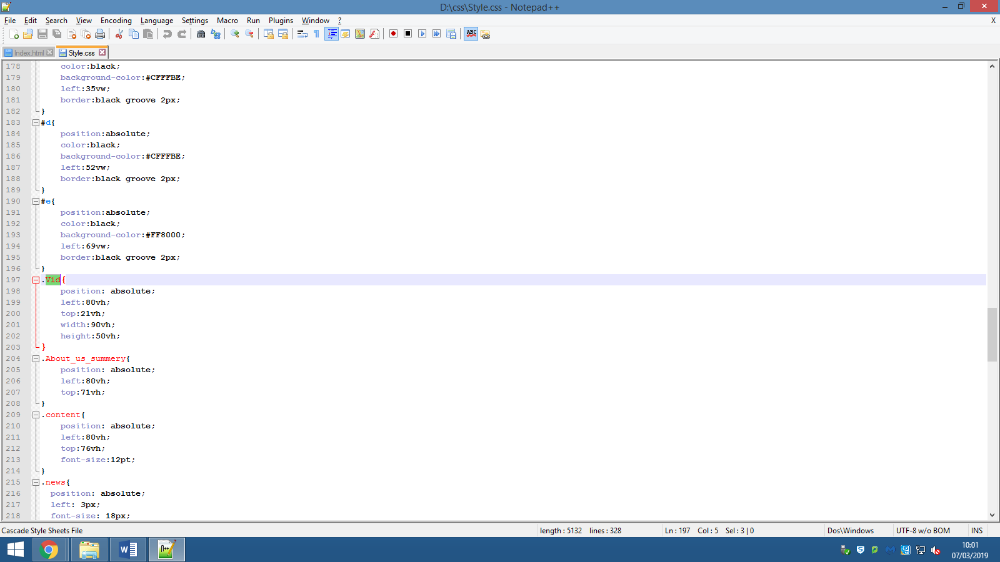 D:\css\Style.css - Notepad++
File Edit Search View Encoding Language Settings Macro Run Plugins Window ? X
ABC
Index.html Style.css
178 color:black;
179 background-color:#CFFFBE;
180 left:35vw;
181 border:black groove 2px;
182 }
183 #d{
184 position:absolute;
185 color:black;
186 background-color:#CFFFBE;
187 left:52vw;
188 border:black groove 2px;
189 }
190 #e{
191 position:absolute;
192 color:black;
193 background-color:#FF8000;
194 left:69vw;
195 border:black groove 2px;
196 }
197 .Vid{
198 position: absolute;
199 left:80vh;
200 top:21vh;
201 width:90vh;
202 height:50vh;
203 }
204 .About_us_summery{
205 position: absolute;
206 left:80vh;
207 top:71vh;
208 }
209 .content{
210 position: absolute;
211 left:80vh;
212 top:76vh;
213 font-size:12pt;
214 }
215 .news{
216 position: absolute;
217 left: 3px;
218 font-size: 18px;
Cascade Style Sheets File length : 5132 lines : 328 Ln : 197 Col : 5 Sel : 3 | 0 Dos\Windows UTF-8 w/o BOM INS
10:01
07/03/2019